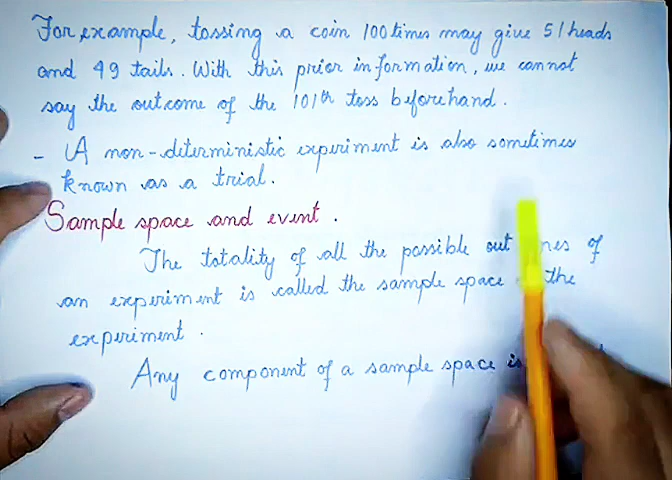 For example, tossing a coin 100 times may give 51 heads
and 49 tails. With this prior information, we cannot
say the outcome of the 101th toss beforehand.
- A non-deterministic experiment is also sometimes
known as a trial.
Sample space and event.
The totality of all the possible out nes of
an experiment is called the sample space the
experiment.
Any component of a sample space is